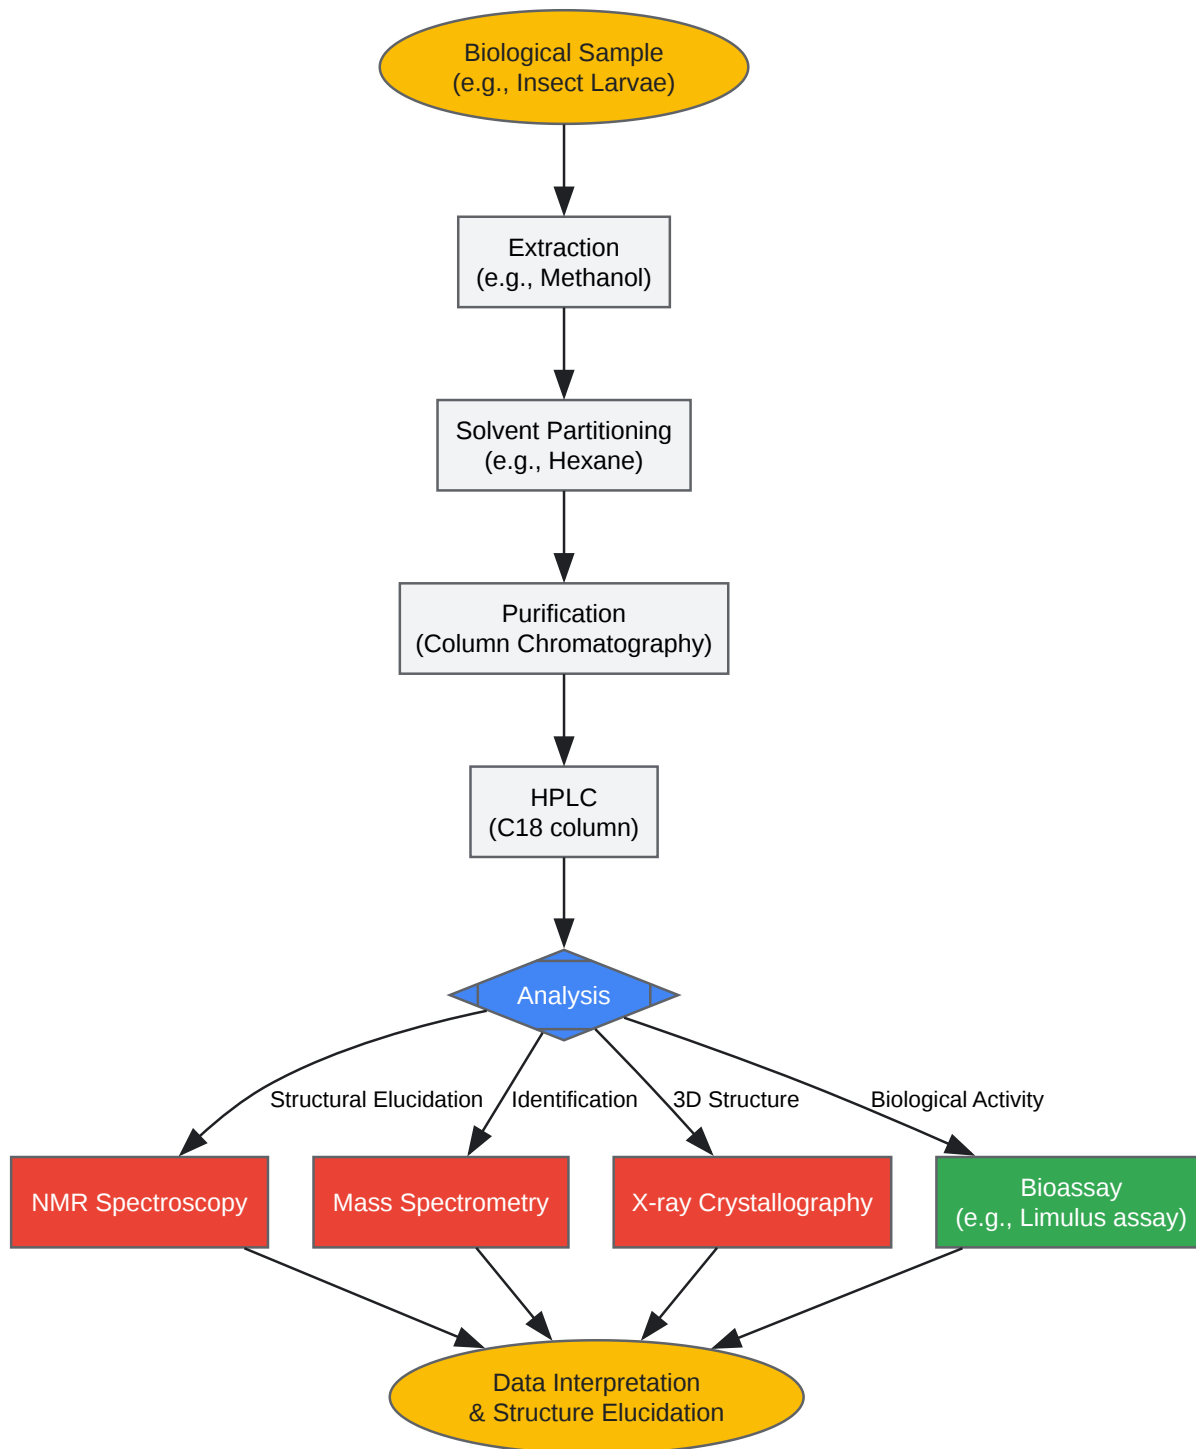 Biological Sample
(e.g., Insect Larvae)
Extraction
(e.g., Methanol)
Solvent Partitioning
(e.g., Hexane)
Purification
(Column Chromatography)
HPLC
(C18 column)
Analysis
Structural Elucidation
Identification
3D Structure
Biological Activity
NMR Spectroscopy
Mass Spectrometry
X-ray Crystallography
Bioassay
(e.g., Limulus assay)
Data Interpretation
& Structure Elucidation